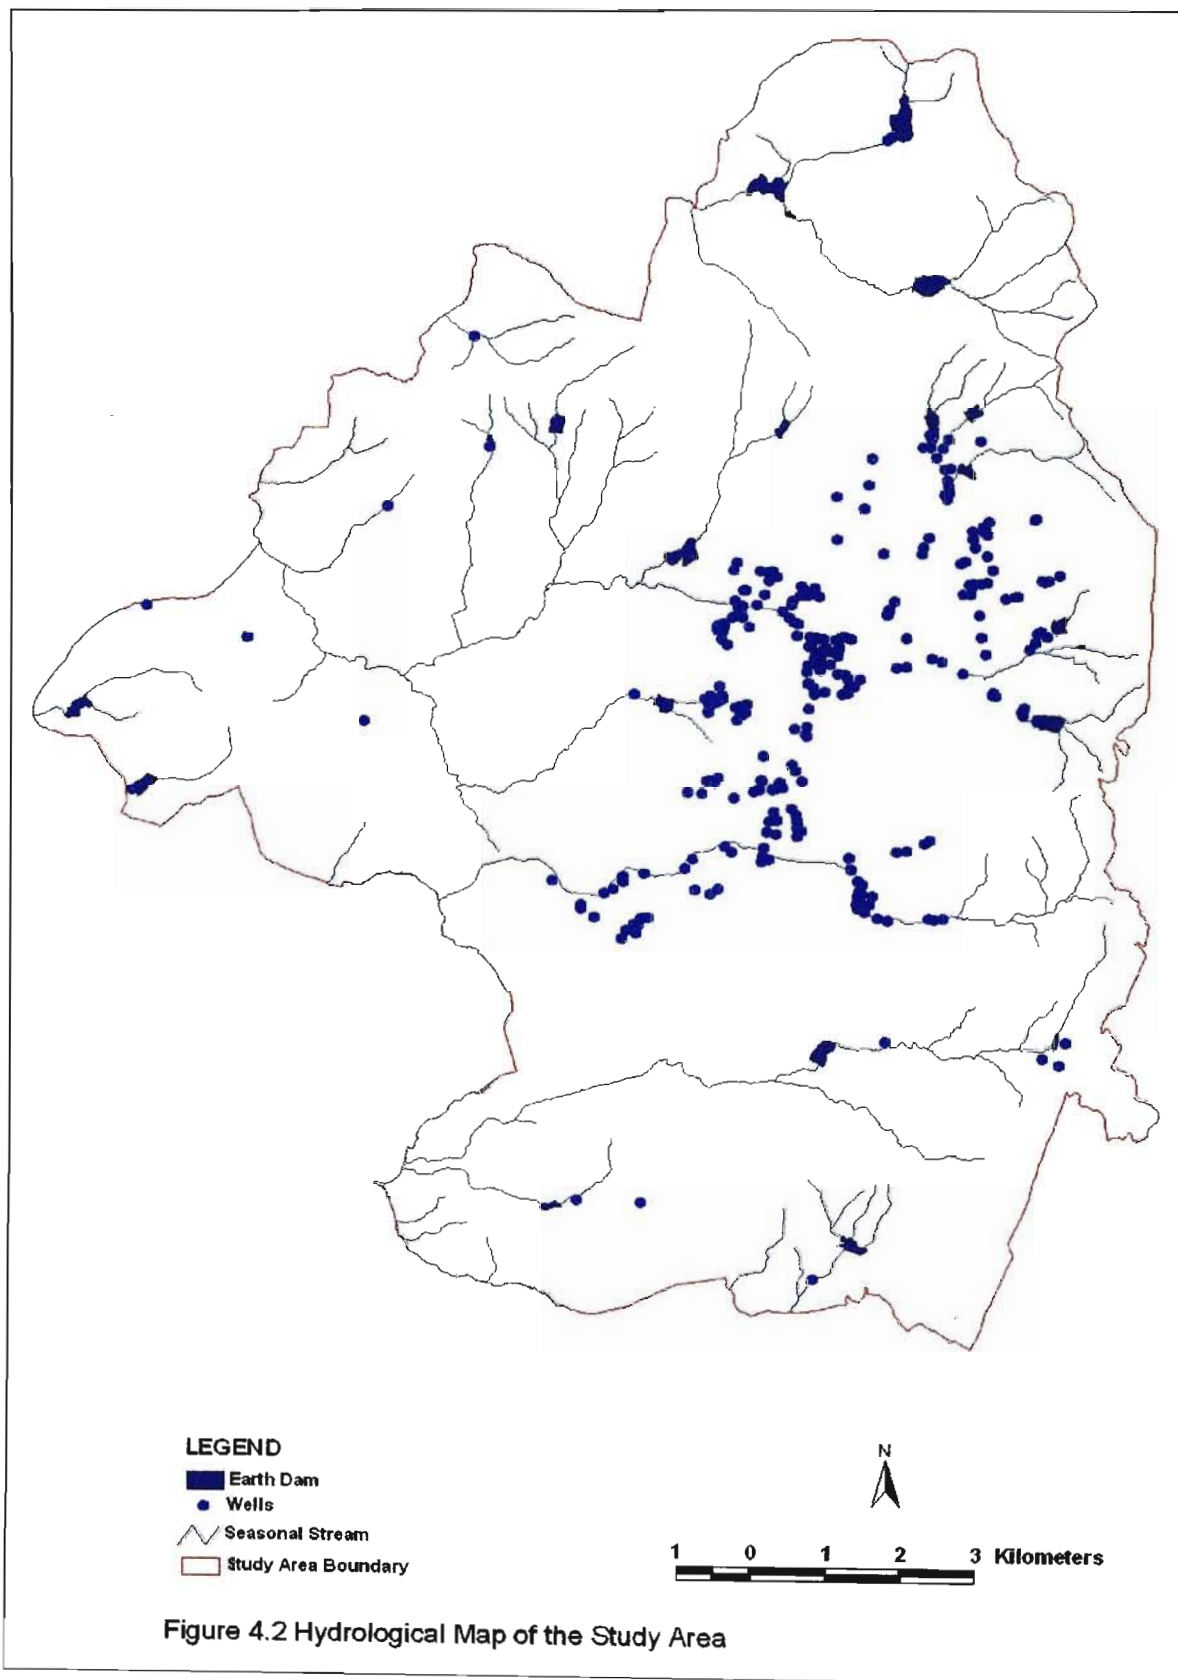 LEGEND
Earth Dam
Wells
Seasonal Stream
Study Area Boundary
N
1 0 1 2 3 Kilometers
Figure 4.2 Hydrological Map of the Study Area